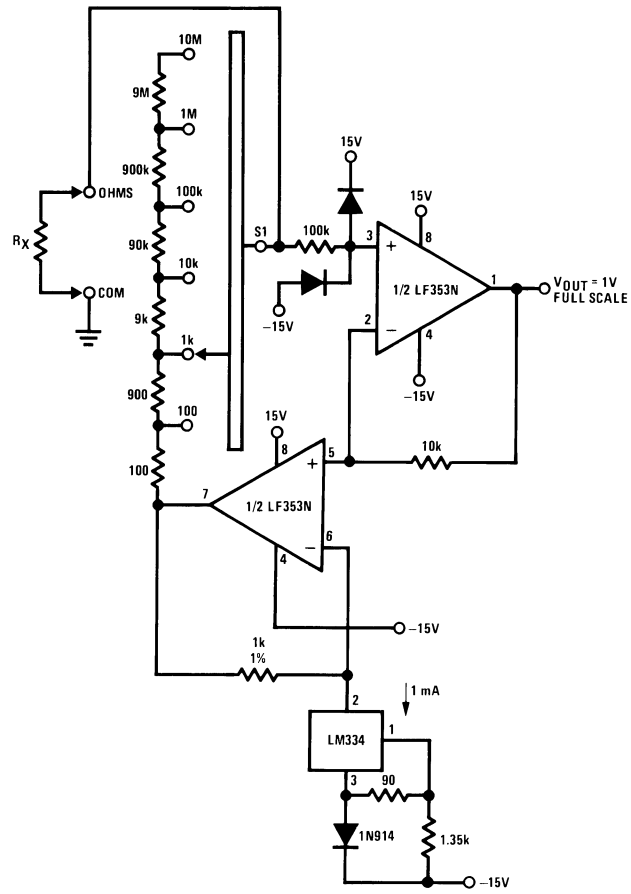 10M
9M
1M
900k
100k
90k
10k
9k
1k
900
100
100
OHMS
RX
COM
S1
100k
15V
-15V
15V
3
+
8
1/2 LF353N
1
2
−
4
-15V
VOUT = 1V
FULL SCALE
10k
15V
8
5
+
7
1/2 LF353N
6
−
4
-15V
1k
1%
1 mA
2
LM334
1
3
90
1N914
1.35k
-15V